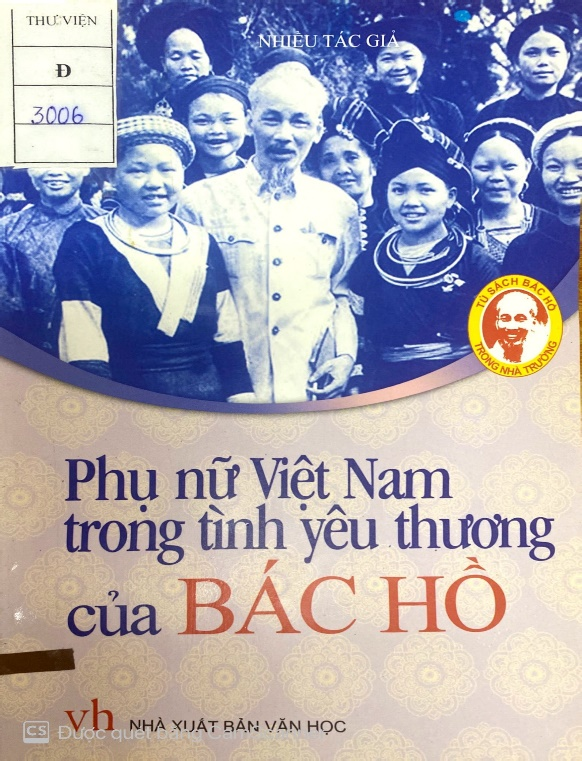 THƯ VIỆN
Đ
3006
NHIỀU TÁC GIẢ
TỦ SÁCH BÁC HỒ
TRONG NHÀ TRƯỜNG
Phụ nữ Việt Nam
trong tình yêu thương
của BÁC HỒ
vh NHÀ XUẤT BẢN VĂN HỌC
CS Được quét bằng